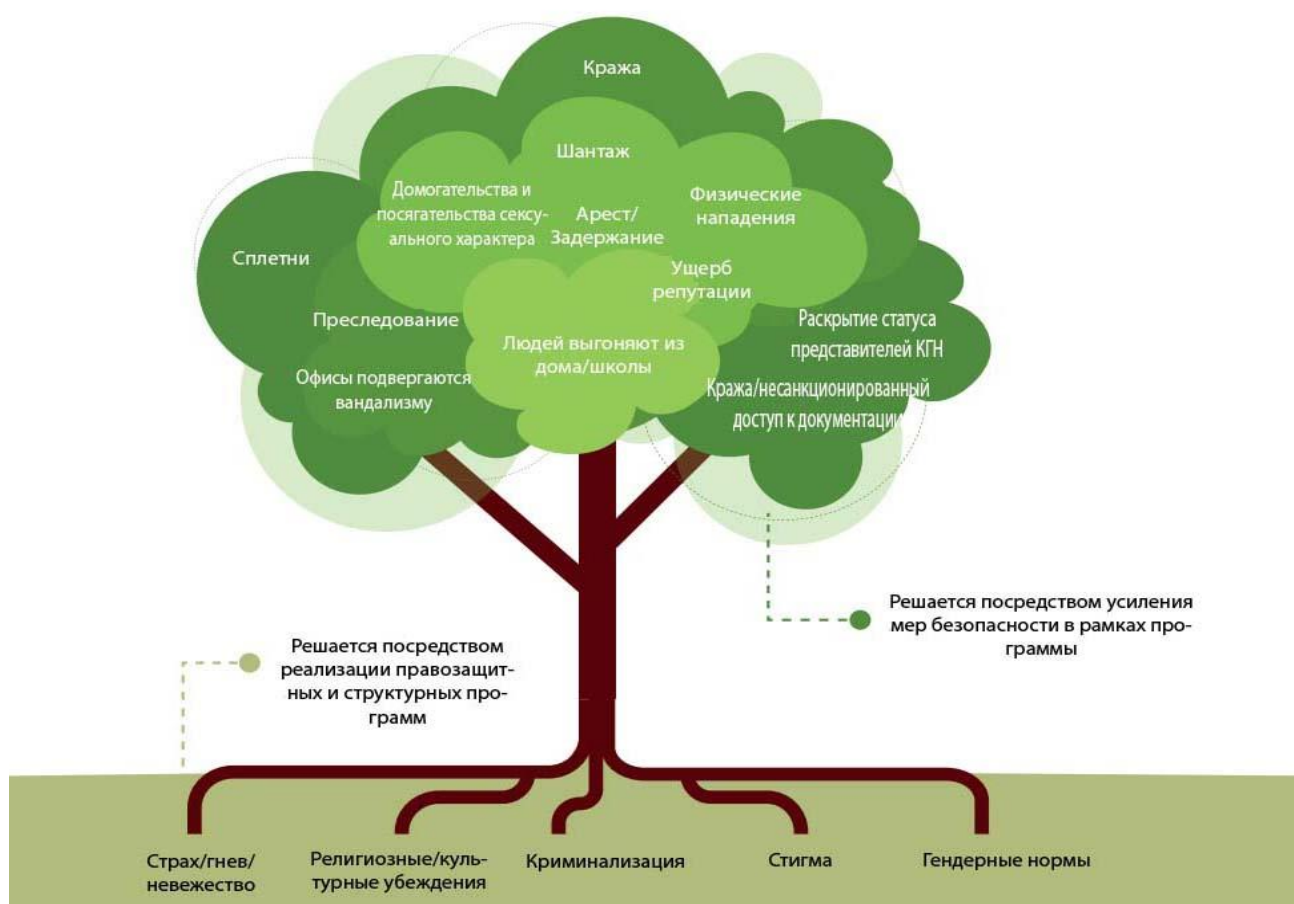 Кража
Шантаж
Домогательства и
посягательства сексу-
ального характера
Арест/
Задержание
Физические
нападения
Сплетни
Ущерб
репутации
Преследование
Раскрытие статуса
представителей КГН
Людей выгоняют из
дома/школы
Офисы подвергаются
вандализму
Кража/несанкционированный
доступ к документации
Решается посредством усиления
мер безопасности в рамках про-
граммы
Решается посредством
реализации правозащит-
ных и структурных про-
грамм
Страх/гнев/
невежество
Религиозные/куль-
турные убеждения
Криминализация
Стигма
Гендерные нормы